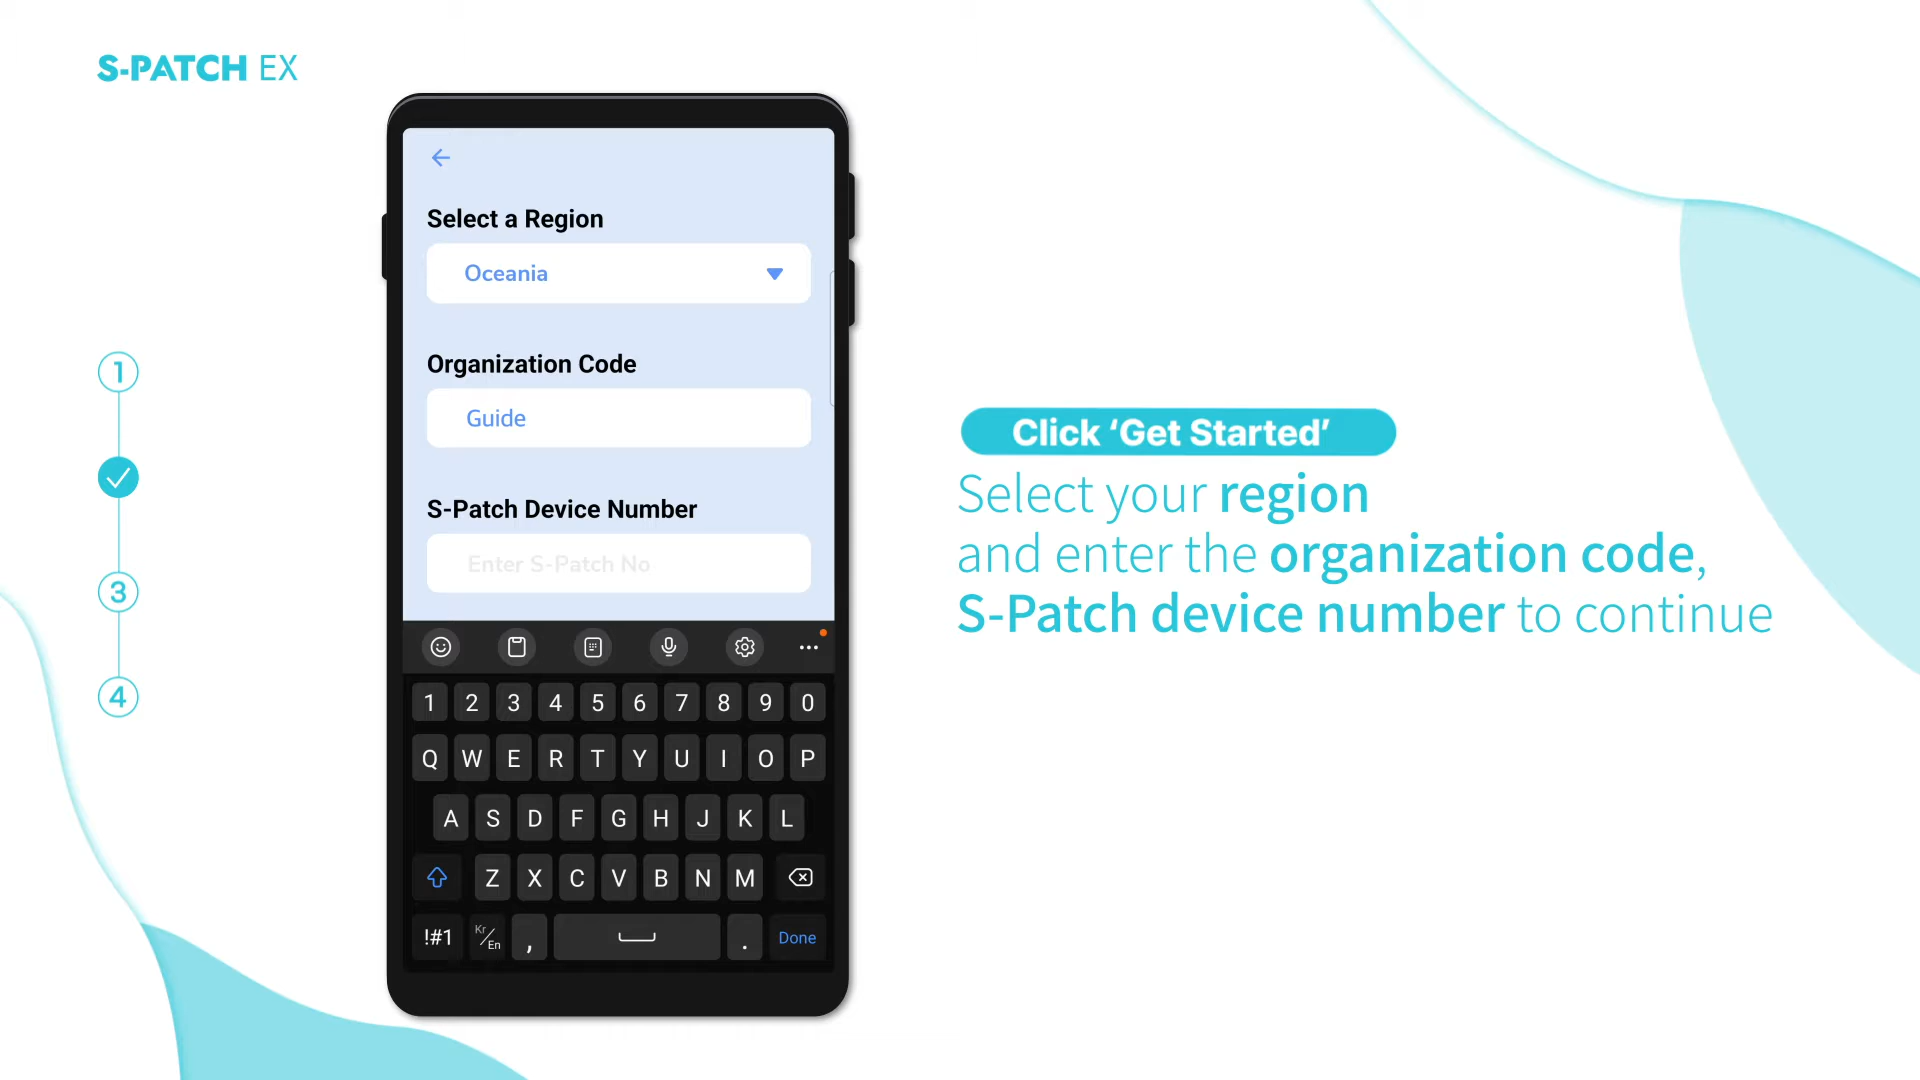 S-PATCH EX
Select a Region
Oceania
Organization Code
Guide
S-Patch Device Number
Enter S-Patch No
1 2 3 4 5 6 7 8 9 0
Q W E R T Y U I O P
A S D F G H J K L
Z X C V B N M
!#1 Kr/En , . Done
1
3
4
Click ‘Get Started’
Select your region
and enter the organization code,
S-Patch device number to continue